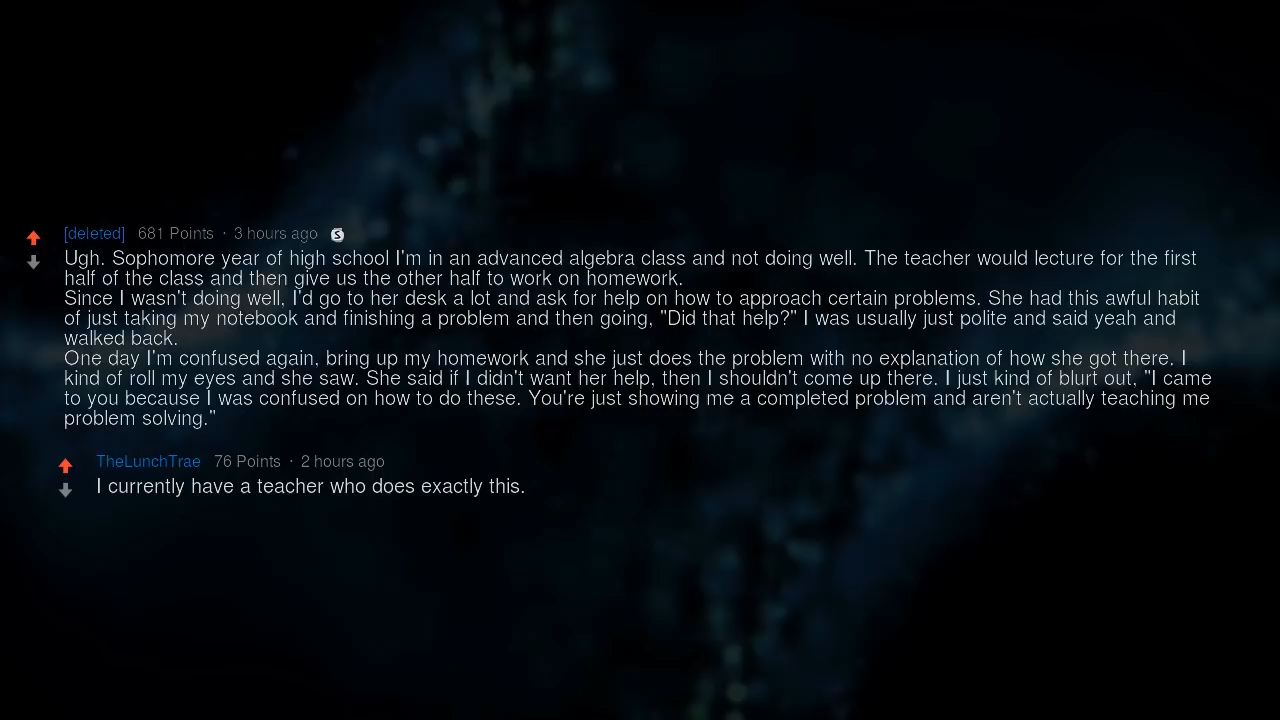 [deleted] 681 Points · 3 hours ago
Ugh. Sophomore year of high school I'm in an advanced algebra class and not doing well. The teacher would lecture for the first
half of the class and then give us the other half to work on homework.
Since I wasn't doing well, I'd go to her desk a lot and ask for help on how to approach certain problems. She had this awful habit
of just taking my notebook and finishing a problem and then going, "Did that help?" I was usually just polite and said yeah and
walked back.
One day I'm confused again, bring up my homework and she just does the problem with no explanation of how she got there. I
kind of roll my eyes and she saw. She said if I didn't want her help, then I shouldn't come up there. I just kind of blurt out, "I came
to you because I was confused on how to do these. You're just showing me a completed problem and aren't actually teaching me
problem solving."
TheLunchTrae 76 Points · 2 hours ago
I currently have a teacher who does exactly this.